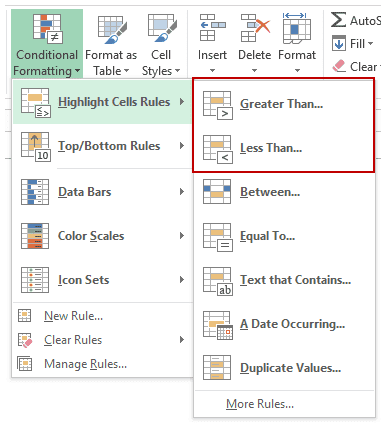 Conditional
Formatting
Format as
Table
Cell
Styles
Insert
Delete
Format
AutoS
Fill
Clear
Highlight Cells Rules
Top/Bottom Rules
10
Data Bars
Color Scales
Icon Sets
New Rule...
Clear Rules
Manage Rules...
Greater Than...
>
Less Than...
<
Between...
Equal To...
=
Text that Contains...
ab
A Date Occurring...
Duplicate Values...
More Rules...